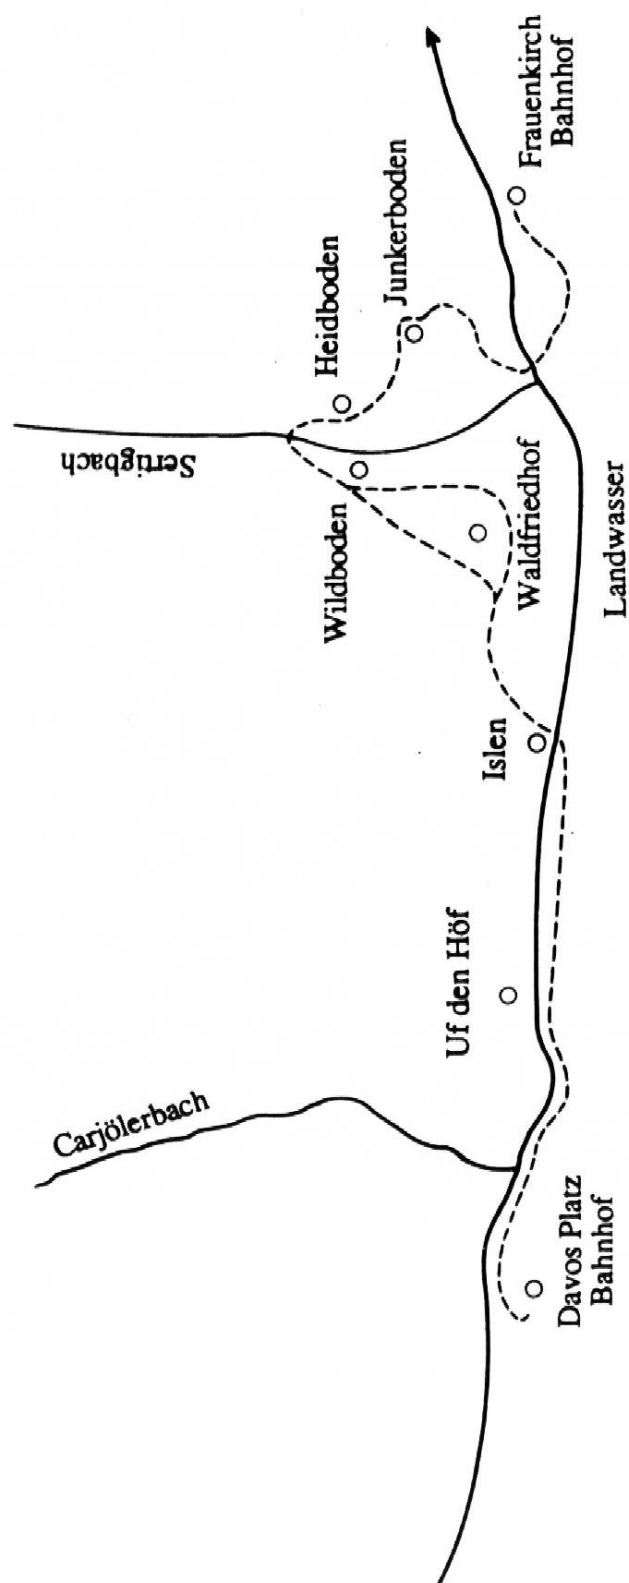 Frauenkirch
Bahnhof
Junkerboden
Heidboden
Sertigbach
Wildboden
Waldfriedhof
Landwasser
Islen
Uf den Höf
Carjölerbach
Davos Platz
Bahnhof